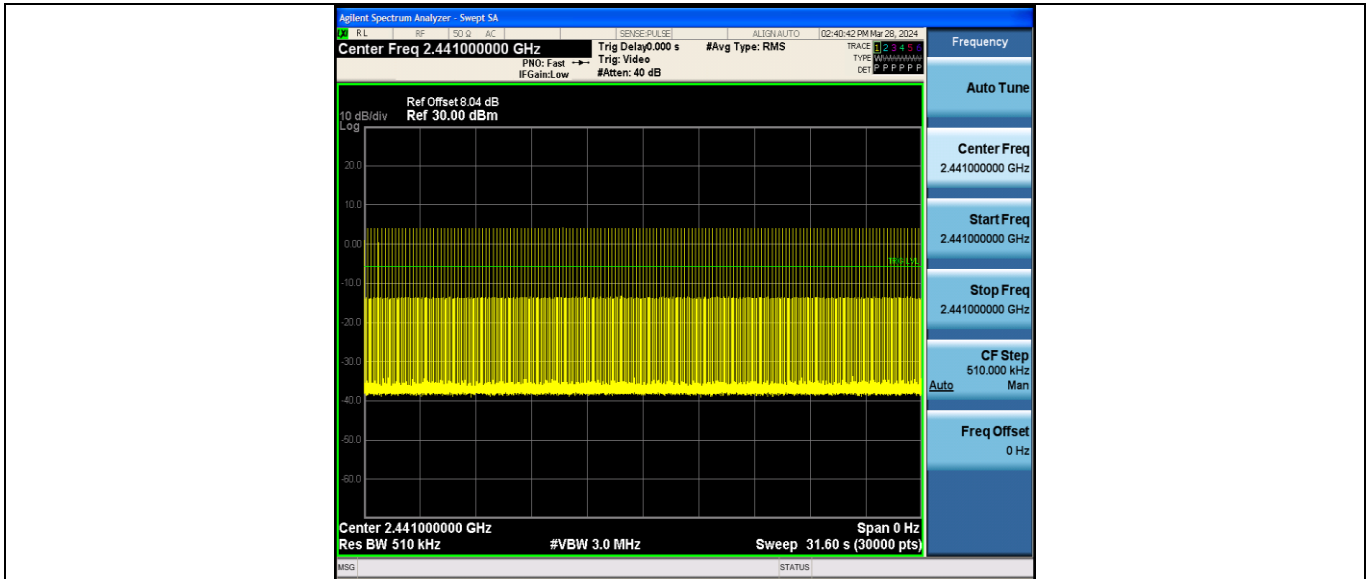 Agilent Spectrum Analyzer - Swept SA
LXI RL RF 50 Ω AC SENSE:PULSE ALIGNAUTO 02:40:42 PM Mar 28, 2024
Center Freq 2.441000000 GHz
Trig Delay0.000 s #Avg Type: RMS TRACE 1 2 3 4 5 6
PNO: Fast Trig: Video TYPE
IFGain:Low #Atten: 40 dB DET P P P P P P
Ref Offset 8.04 dB
10 dB/div Ref 30.00 dBm
Log
20.0
10.0
0.00
TRIG LVL
-10.0
-20.0
-30.0
-40.0
-50.0
-60.0
Center 2.441000000 GHz Span 0 Hz
Res BW 510 kHz #VBW 3.0 MHz Sweep 31.60 s (30000 pts)
MSG STATUS
Frequency
Auto Tune
Center Freq
2.441000000 GHz
Start Freq
2.441000000 GHz
Stop Freq
2.441000000 GHz
CF Step
510.000 kHz
Auto Man
Freq Offset
0 Hz